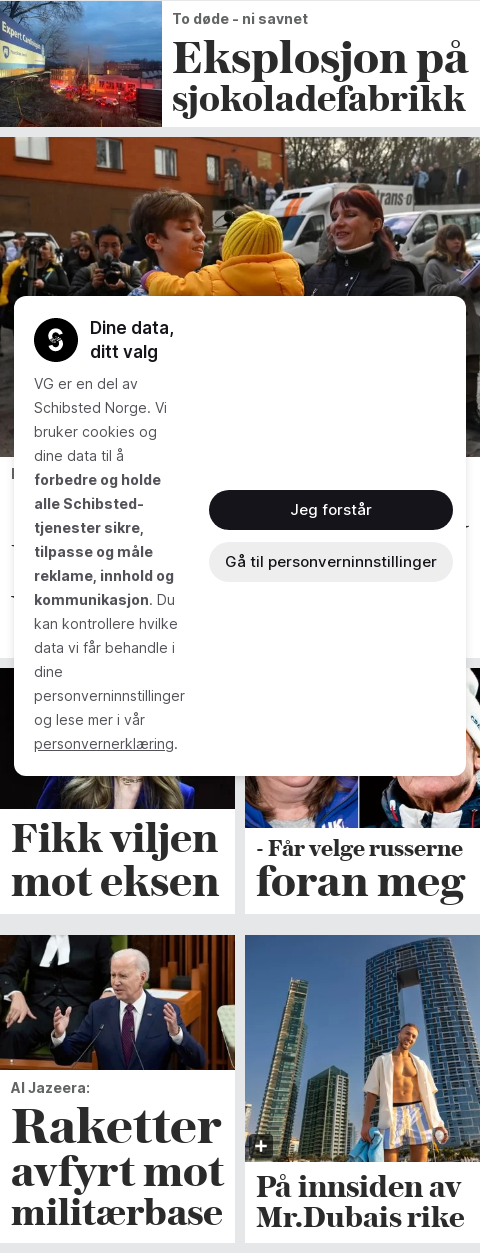 To døde - ni savnet
Eksplosjon på
sjokoladefabrikk
Expert
Dine data,
ditt valg
VG er en del av
Schibsted Norge. Vi
bruker cookies og
dine data til å
forbedre og holde
alle Schibsted-
tjenester sikre,
tilpasse og måle
reklame, innhold og
kommunikasjon. Du
kan kontrollere hvilke
data vi får behandle i
dine
personverninnstillinger
og lese mer i vår
personvernerklæring.
Jeg forstår
Gå til personverninnstillinger
Fikk viljen
mot eksen
- Får velge russerne
foran meg
Al Jazeera:
Raketter
avfyrt mot
militærbase
På innsiden av
Mr.Dubais rike